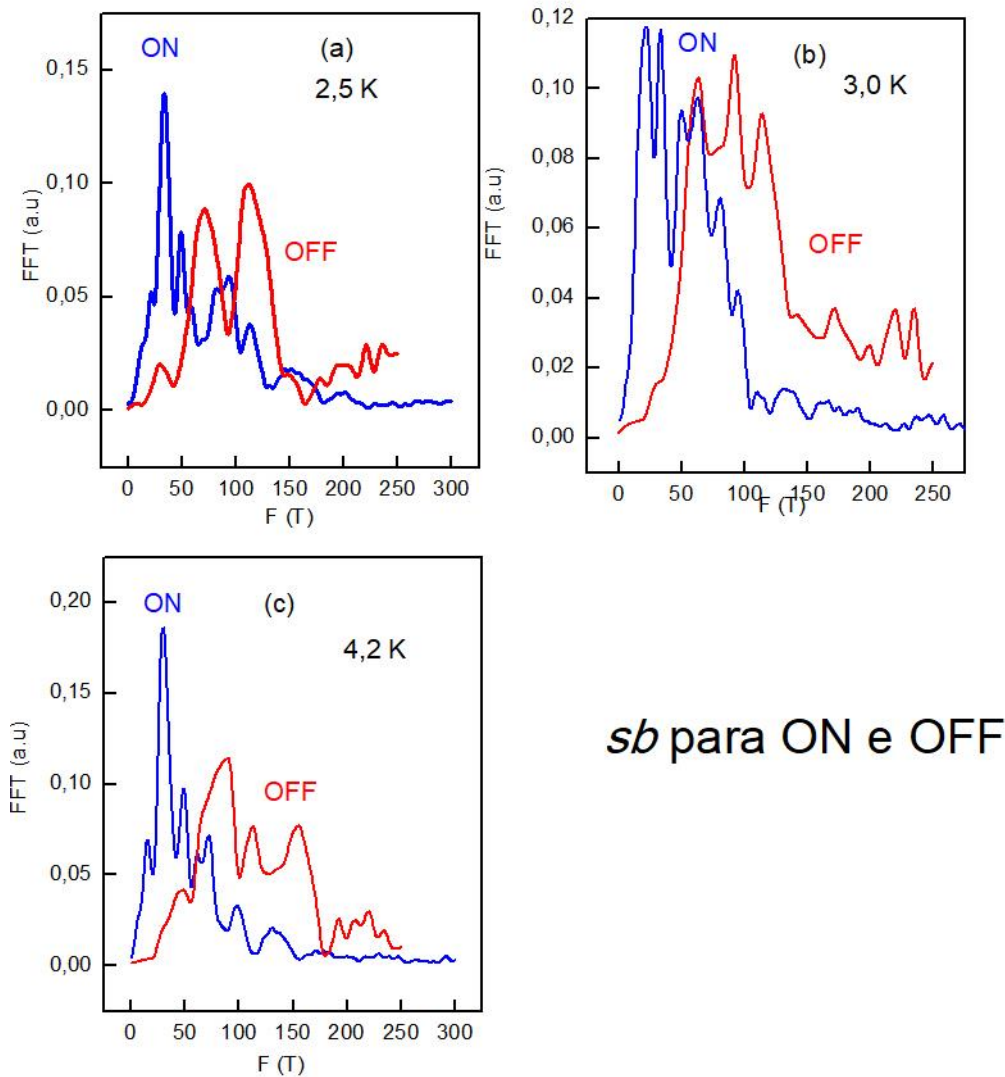 ON
(a)
2,5 K
OFF
FFT (a.u)
0,15
0,10
0,05
0,00
0 50 100 150 200 250 300
F (T)
ON
(b)
3,0 K
OFF
FFT (a.u)
0,12
0,10
0,08
0,06
0,04
0,02
0,00
0 50 100 150 200 250
F (T)
ON
(c)
4,2 K
OFF
FFT (a.u)
0,20
0,15
0,10
0,05
0,00
0 50 100 150 200 250 300
F (T)
sb para ON e OFF